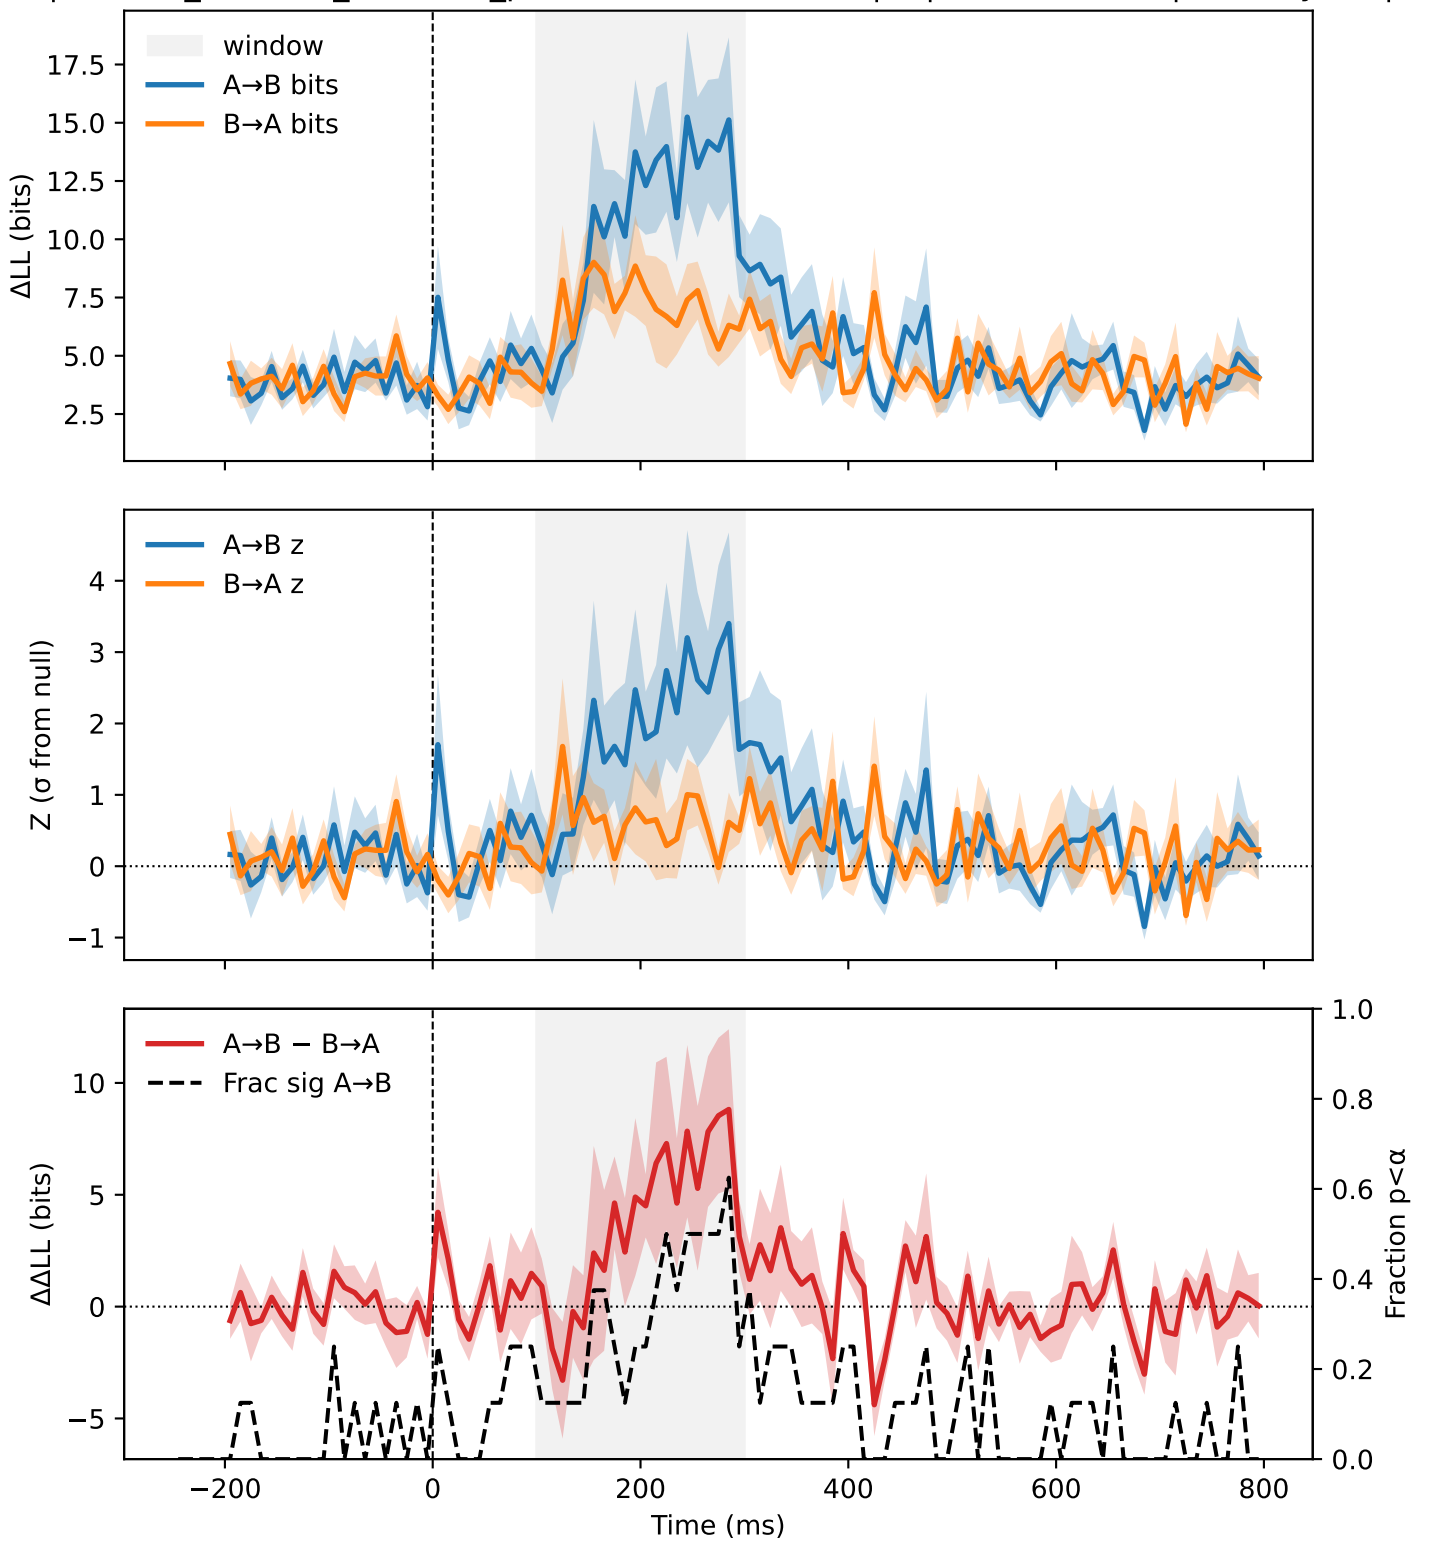 window
A→B bits
B→A bits
17.5
15.0
12.5
10.0
7.5
5.0
2.5
ΔLL (bits)
A→B z
B→A z
4
3
2
1
0
−1
Z (σ from null)
A→B − B→A
Frac sig A→B
10
5
0
−5
ΔΔLL (bits)
1.0
0.8
0.6
0.4
0.2
0.0
Fraction p<α
−200 0 200 400 600 800
Time (ms)